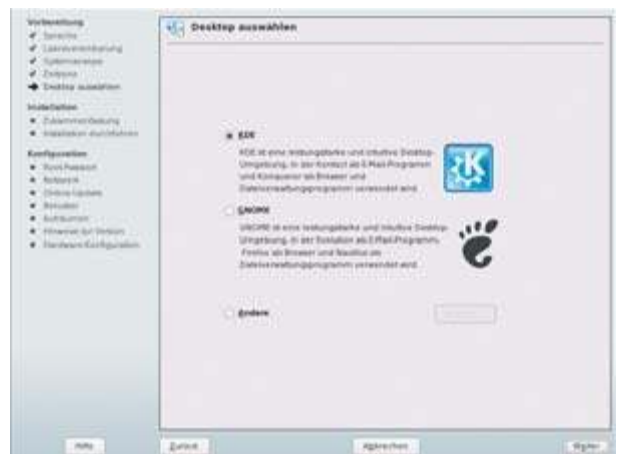 Vorbereitung
Sprache
Lizenzvereinbarung
Systemanalyse
Zeitzone
Desktop auswählen
Installation
Zusammenfassung
Installation durchführen
Konfiguration
Root-Passwort
Netzwerk
Online-Update
Benutzer
Hinweise zur Version
Hardware-Konfiguration
Desktop auswählen
KDE
KDE ist eine leistungstarke und intuitive Desktop-
Umgebung, in der Kontact als E-Mail-Programm
und Konqueror als Browser und
Dateiverwaltungsprogramm verwendet wird.
GNOME
GNOME ist eine leistungstarke und intuitive Desktop-
Umgebung, in der Evolution als E-Mail-Programm,
Firefox als Browser und Nautilus als
Dateiverwaltungsprogramm verwendet wird.
Andere
Hilfe
Zurück
Abbrechen
Weiter